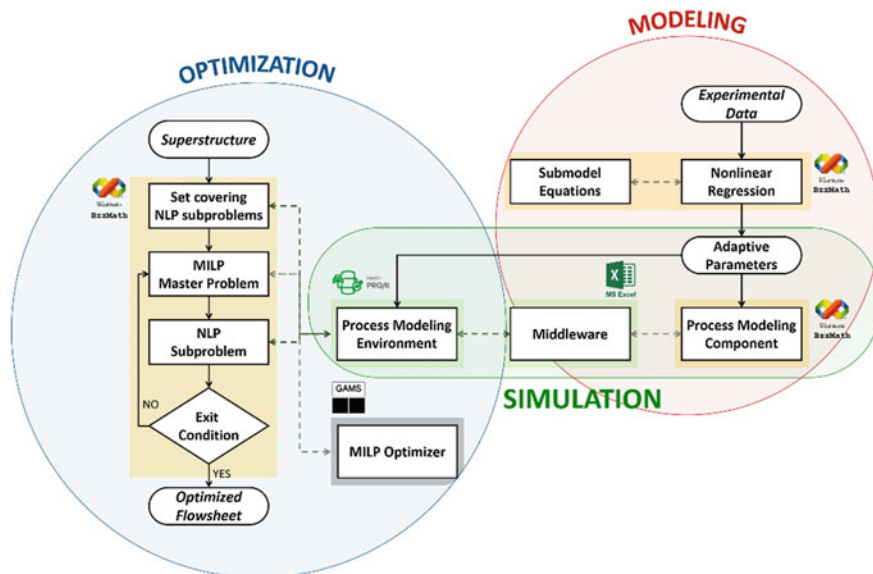 OPTIMIZATION
MODELING
Superstructure
BzzMath
Set covering
NLP subproblems
MILP
Master Problem
NLP
Subproblem
NO
Exit
Condition
YES
Optimized
Flowsheet
Experimental
Data
Submodel
Equations
Nonlinear
Regression
BzzMath
Adaptive
Parameters
PRO/II
MS Excel
Process Modeling
Environment
Middleware
Process Modeling
Component
BzzMath
SIMULATION
GAMS
MILP Optimizer